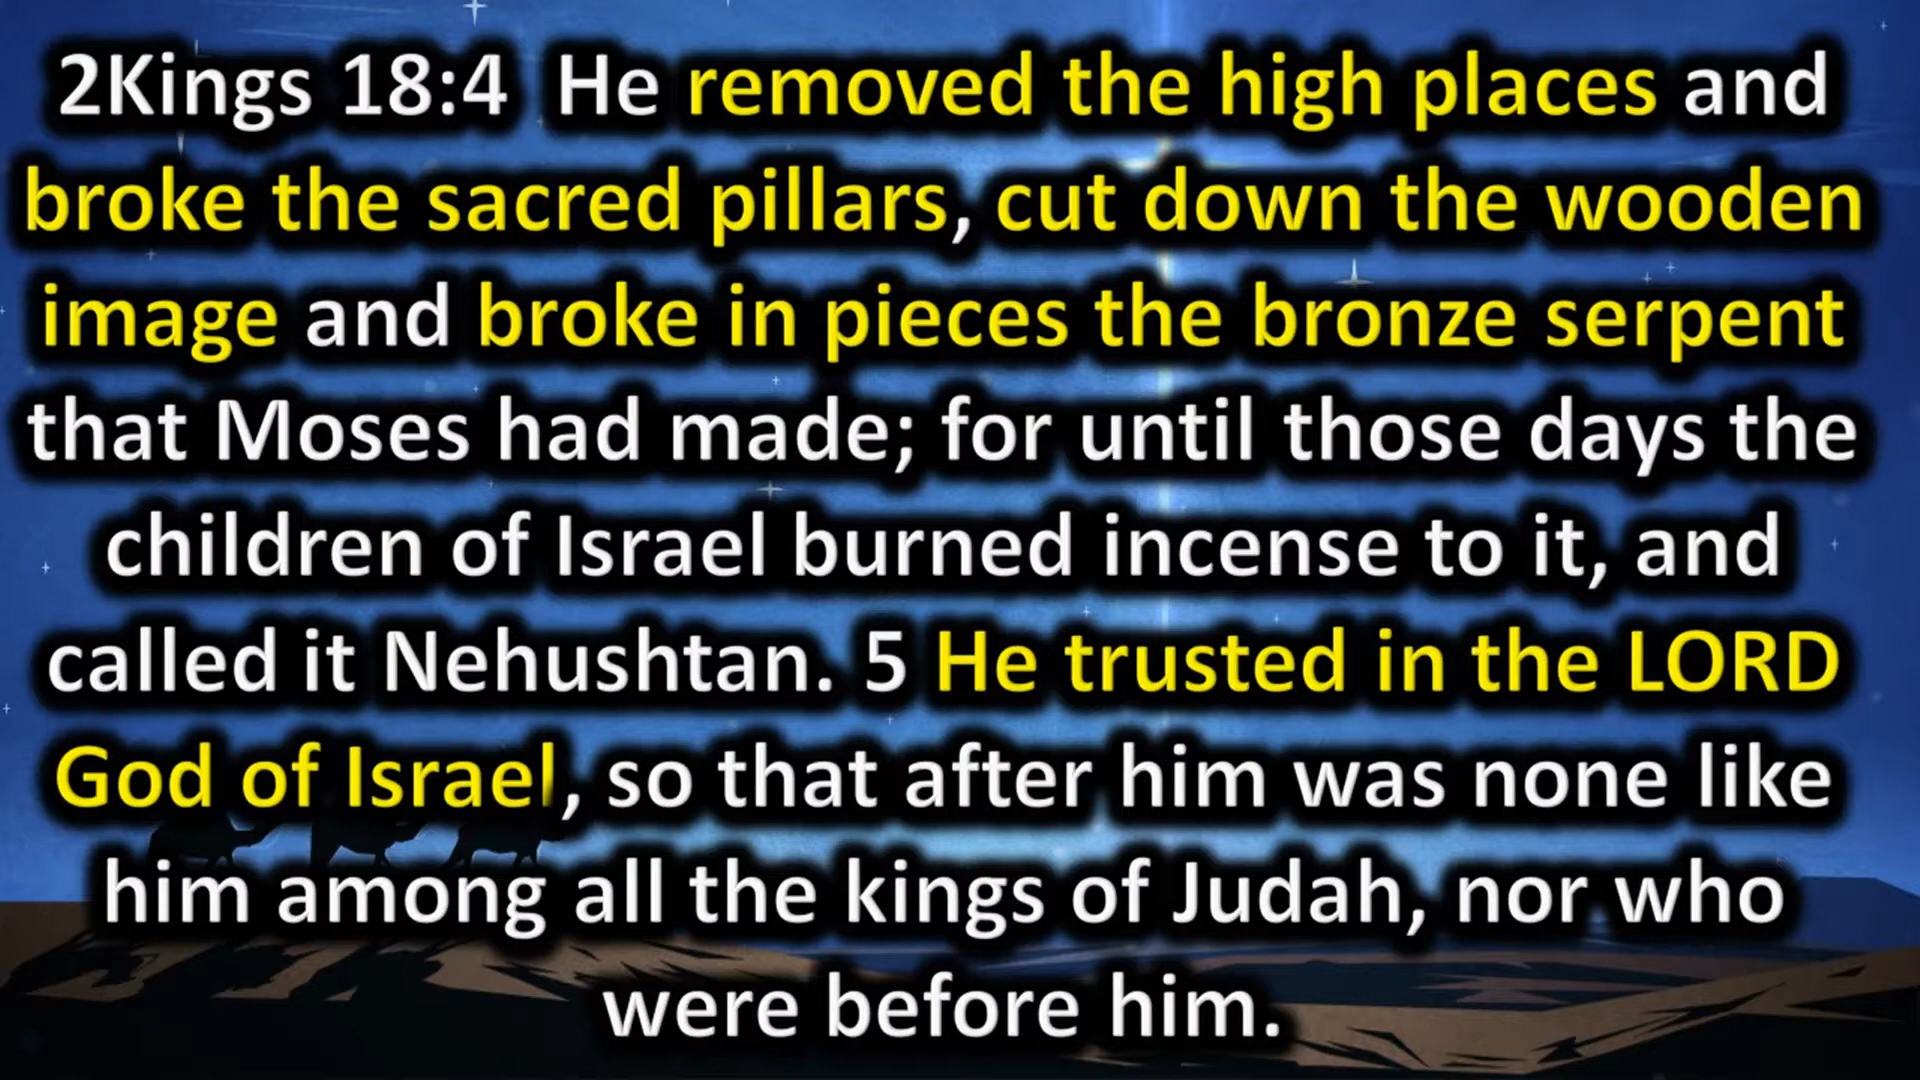 2Kings 18:4  He removed the high places and
broke the sacred pillars, cut down the wooden
image and broke in pieces the bronze serpent
that Moses had made; for until those days the
children of Israel burned incense to it, and
called it Nehushtan. 5 He trusted in the LORD
God of Israel, so that after him was none like
him among all the kings of Judah, nor who
were before him.